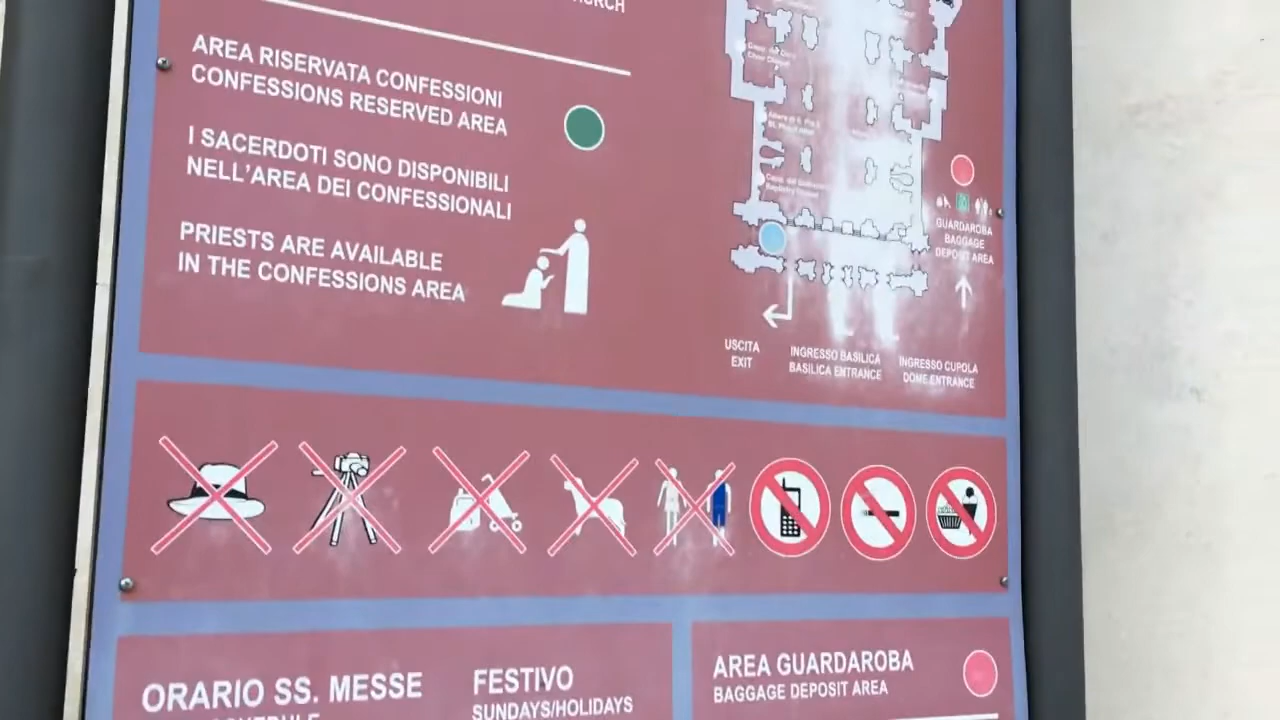 AREA RISERVATA CONFESSIONI
CONFESSIONS RESERVED AREA
I SACERDOTI SONO DISPONIBILI
NELL'AREA DEI CONFESSIONALI
PRIESTS ARE AVAILABLE
IN THE CONFESSIONS AREA
GUARDAROBA
BAGGAGE
DEPOSIT AREA
USCITA
EXIT
INGRESSO BASILICA
BASILICA ENTRANCE
INGRESSO CUPOLA
DOME ENTRANCE
ORARIO SS. MESSE
FESTIVO
SUNDAYS/HOLIDAYS
AREA GUARDAROBA
BAGGAGE DEPOSIT AREA